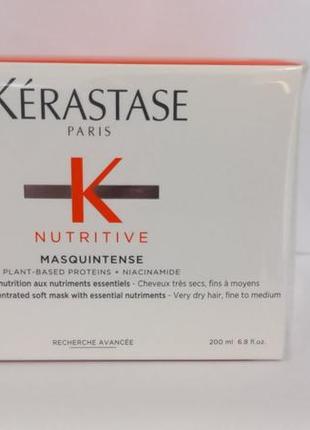 KÉRASTASE
PARIS
K
NUTRITIVE
MASQUINTENSE
PLANT-BASED PROTEINS + NIACINAMIDE
nutrition aux nutriments essentiels - Cheveux très secs, fins à moyens
entrated soft mask with essential nutriments - Very dry hair, fine to medium
RECHERCHE AVANCÉE
200 ml 6.8 fl.oz.